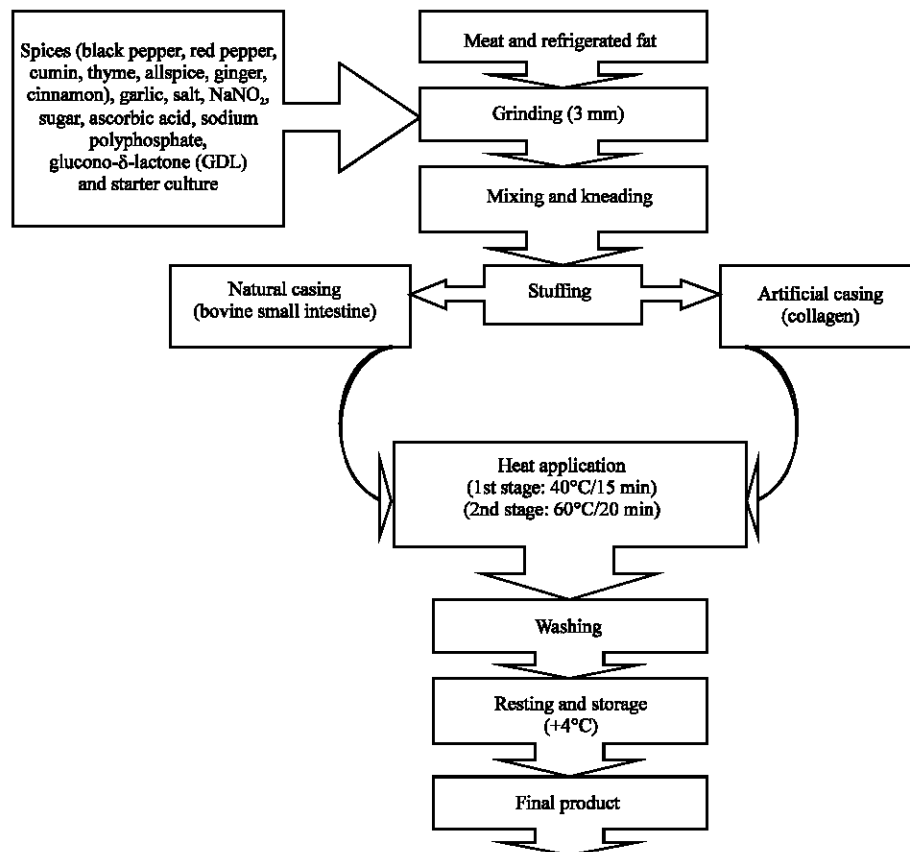 Spices (black pepper, red pepper,
cumin, thyme, allspice, ginger,
cinnamon), garlic, salt, NaNO₂,
sugar, ascorbic acid, sodium
polyphosphate,
glucono-δ-lactone (GDL)
and starter culture
Meat and refrigerated fat
Grinding (3 mm)
Mixing and kneading
Natural casing
(bovine small intestine)
Stuffing
Artificial casing
(collagen)
Heat application
(1st stage: 40°C/15 min)
(2nd stage: 60°C/20 min)
Washing
Resting and storage
(+4°C)
Final product